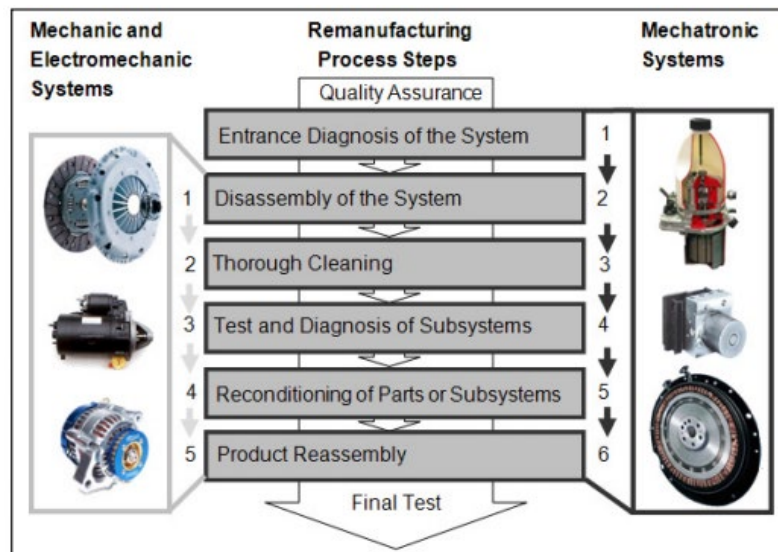 Mechanic and
Electromechanic
Systems
Remanufacturing
Process Steps
Mechatronic
Systems
Quality Assurance
Entrance Diagnosis of the System 1
1 Disassembly of the System 2
2 Thorough Cleaning 3
3 Test and Diagnosis of Subsystems 4
4 Reconditioning of Parts or Subsystems 5
5 Product Reassembly 6
Final Test